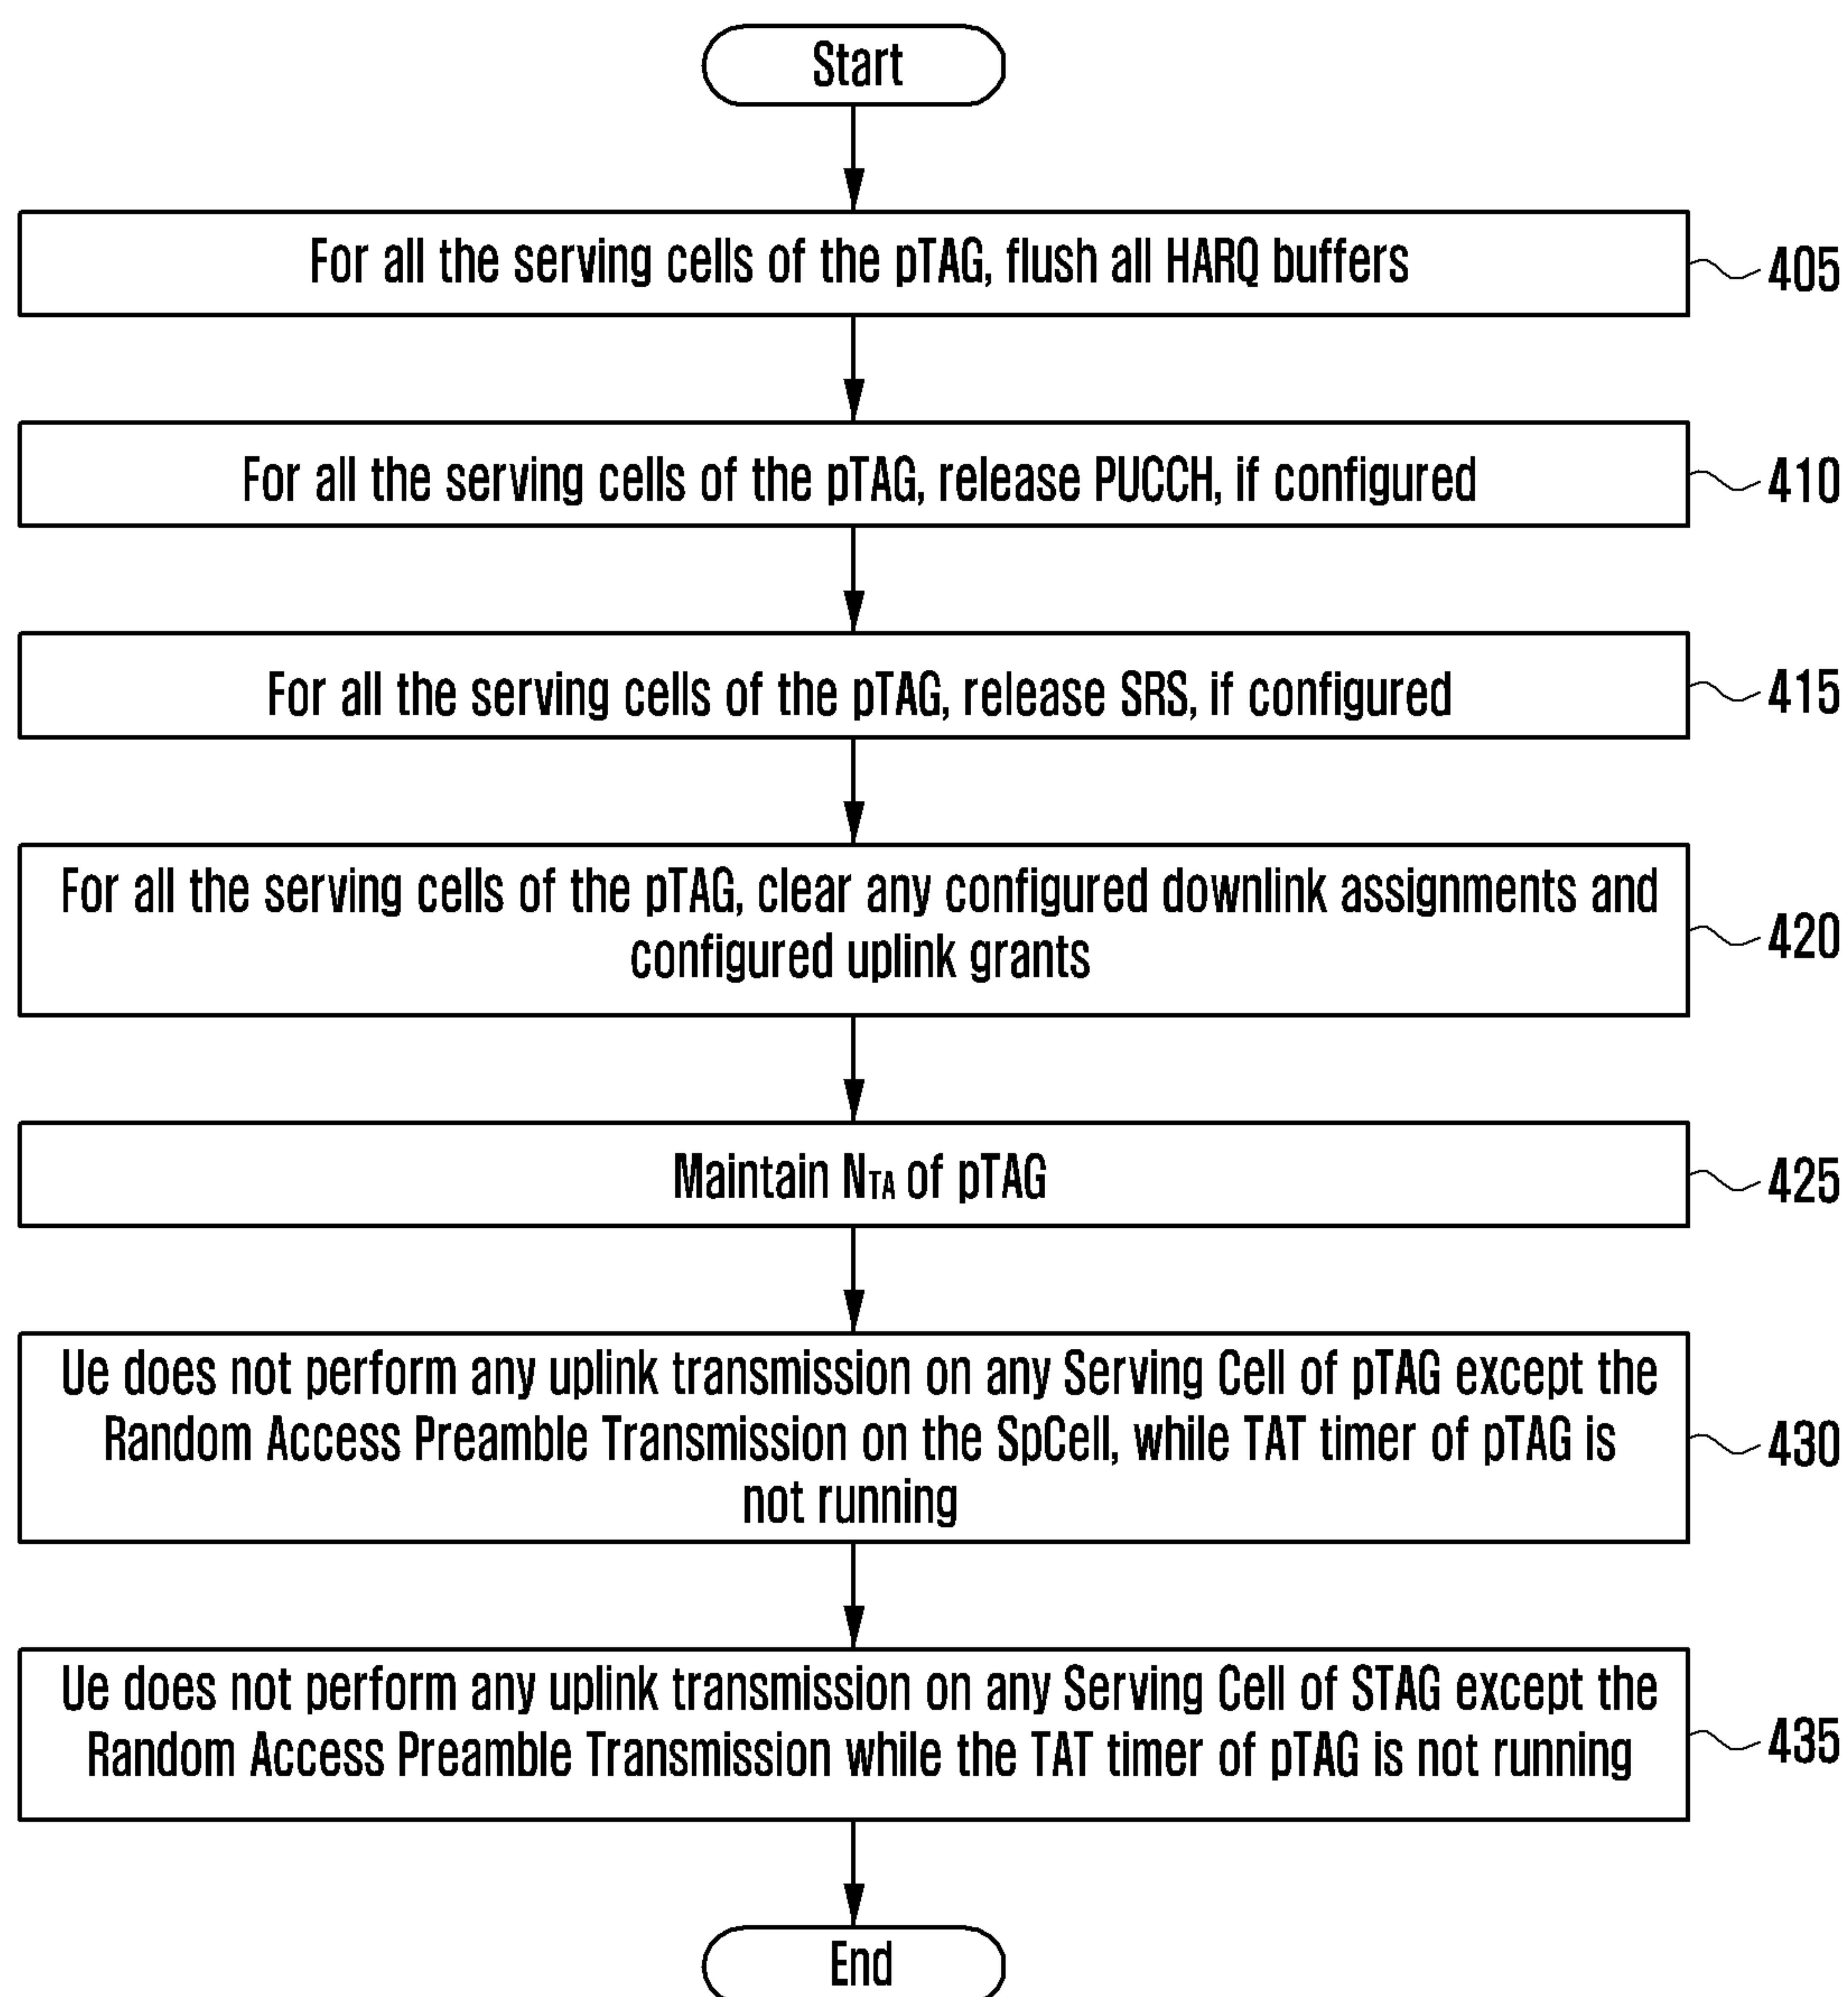 Start
For all the serving cells of the pTAG, flush all HARQ buffers
405
For all the serving cells of the pTAG, release PUCCH, if configured
410
For all the serving cells of the pTAG, release SRS, if configured
415
For all the serving cells of the pTAG, clear any configured downlink assignments and
configured uplink grants
420
Maintain NTA of pTAG
425
Ue does not perform any uplink transmission on any Serving Cell of pTAG except the
Random Access Preamble Transmission on the SpCell, while TAT timer of pTAG is
not running
430
Ue does not perform any uplink transmission on any Serving Cell of STAG except the
Random Access Preamble Transmission while the TAT timer of pTAG is not running
435
End